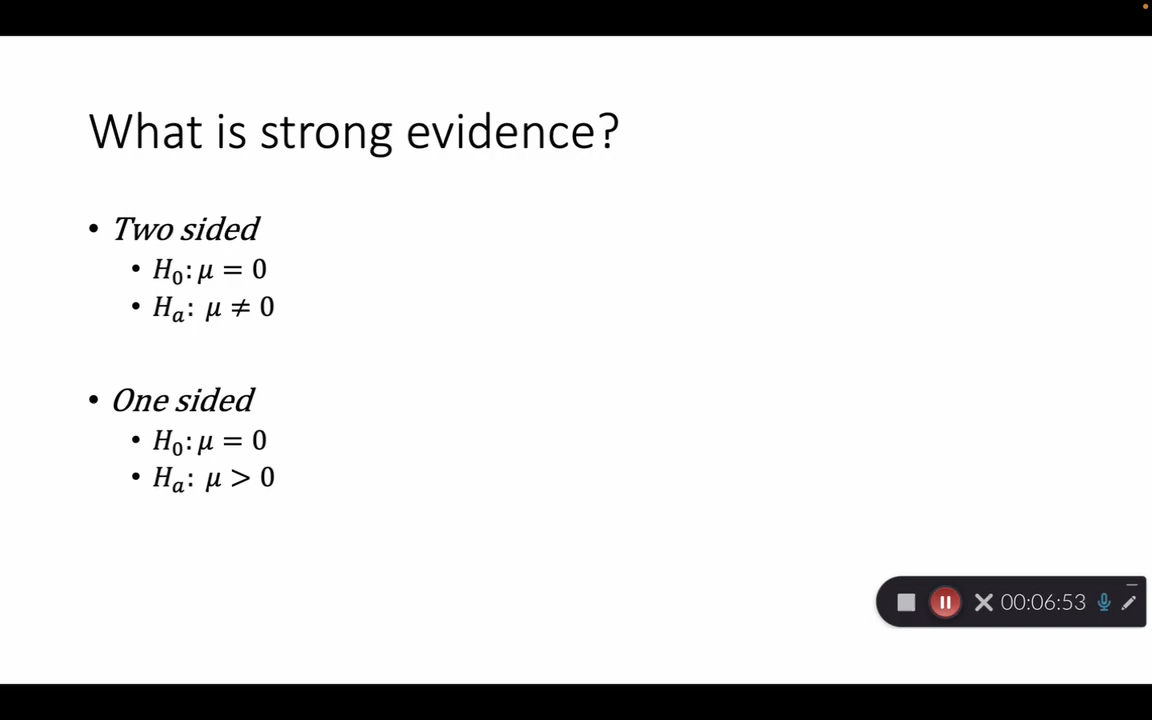 What is strong evidence?
• Two sided
• H₀: μ = 0
• Hₐ: μ ≠ 0
• One sided
• H₀: μ = 0
• Hₐ: μ > 0
00:06:53